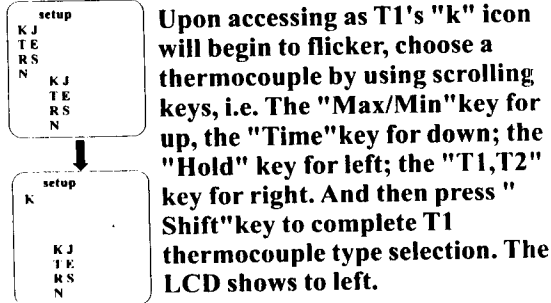 setup
K J
T E
R S
N
K J
T E
R S
N
setup
K
K J
T E
R S
N
Upon accessing as T1's "k" icon
will begin to flicker, choose a
thermocouple by using scrolling
keys, i.e. The "Max/Min"key for
up, the "Time"key for down; the
"Hold" key for left; the "T1,T2"
key for right. And then press "
Shift"key to complete T1
thermocouple type selection. The
LCD shows to left.